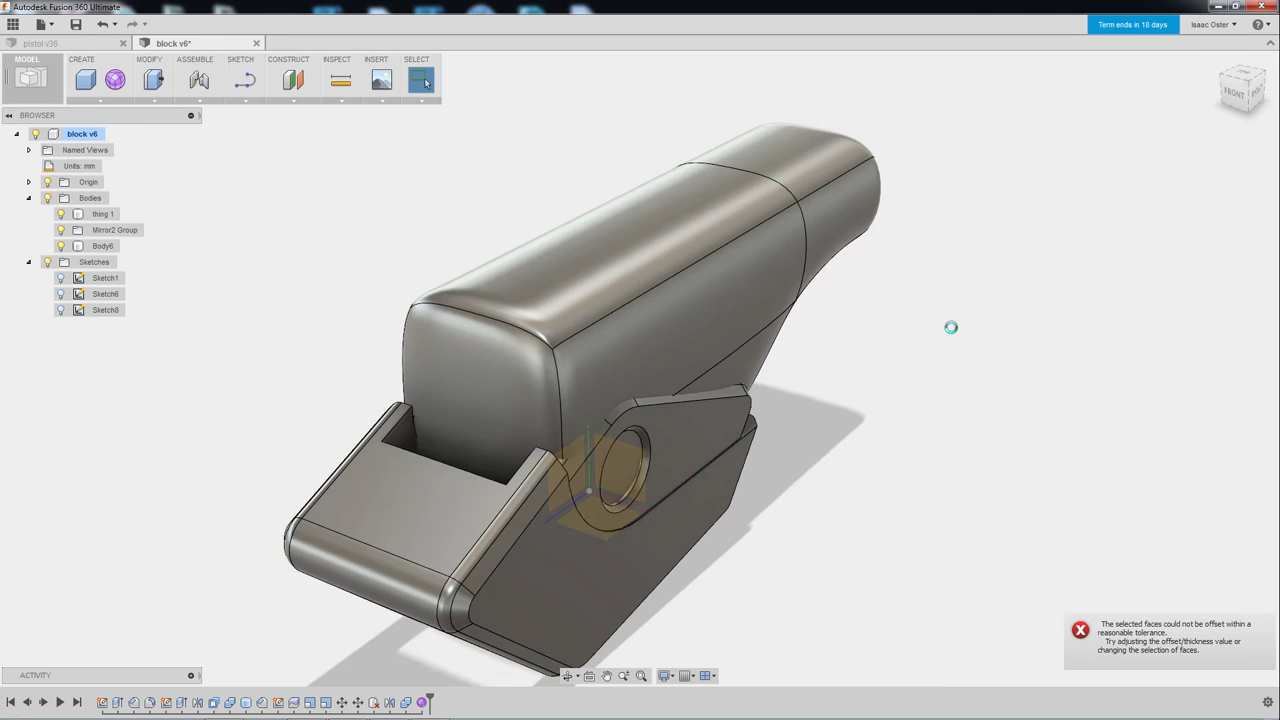 Autodesk Fusion 360 Ultimate
Term ends in 18 days
Isaac Oster
pistol v36
block v6*
MODEL
CREATE
MODIFY
ASSEMBLE
SKETCH
CONSTRUCT
INSPECT
INSERT
SELECT
BROWSER
block v6
Named Views
Units: mm
Origin
Bodies
thing 1
Mirror2 Group
Body6
Sketches
Sketch1
Sketch6
Sketch8
TOP
FRONT
The selected faces could not be offset within a
reasonable tolerance.
Try adjusting the offset/thickness value or
changing the selection of faces.
ACTIVITY